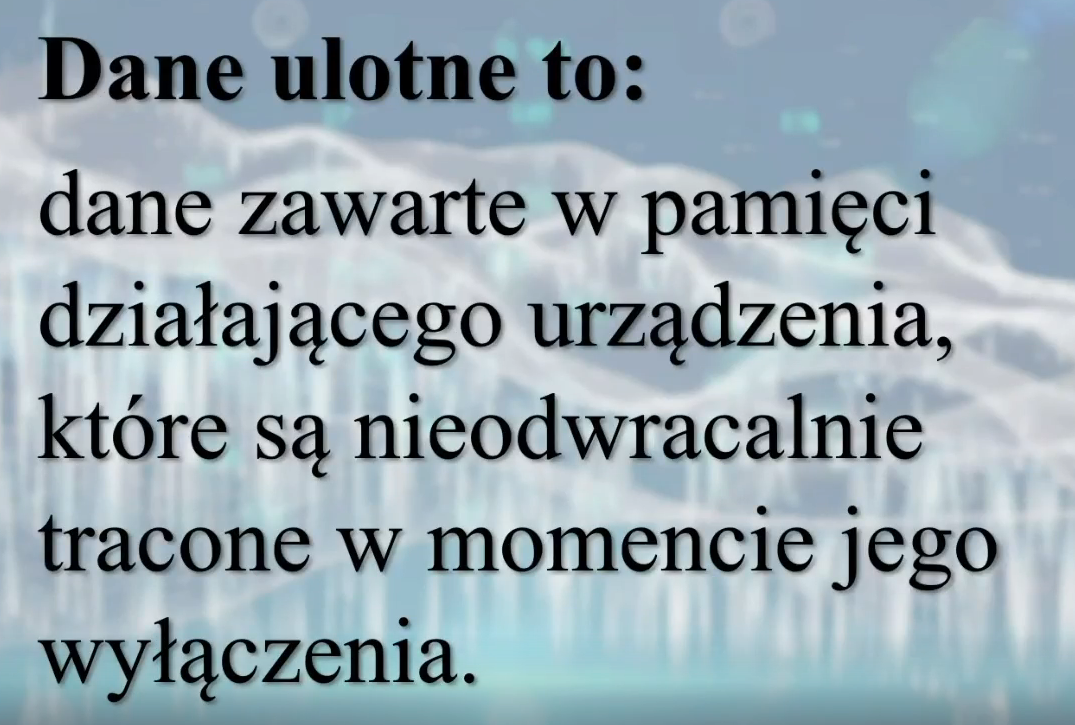 Dane ulotne to:
dane zawarte w pamięci
działającego urządzenia,
które są nieodwracalnie
tracone w momencie jego
wyłączenia.